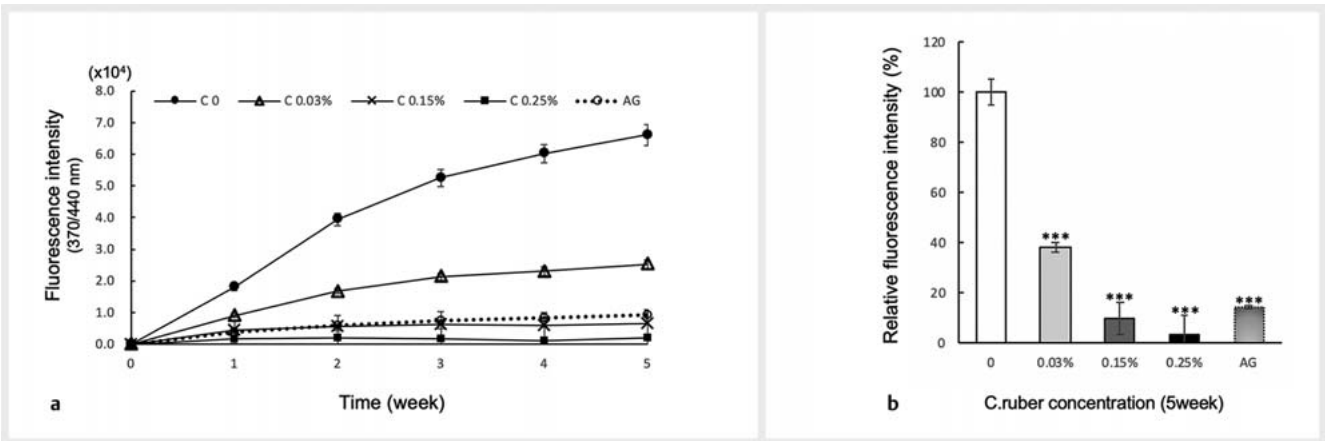 (x10⁴)
8.0
7.0
6.0
5.0
4.0
3.0
2.0
1.0
0.0
Fluorescence intensity
(370/440 nm)
C 0 C 0.03% C 0.15% C 0.25% AG
0 1 2 3 4 5
Time (week)
a
Relative fluorescence intensity (%)
120
100
80
60
40
20
0
***
***
***
***
0 0.03% 0.15% 0.25% AG
C.ruber concentration (5week)
b